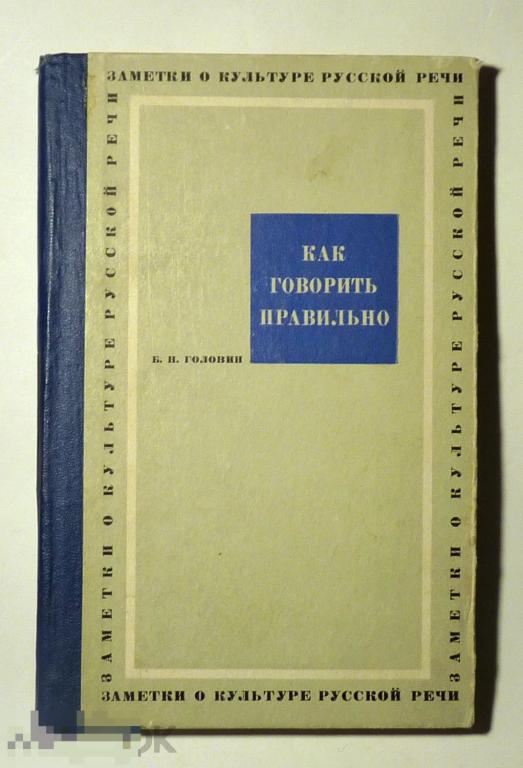 ЗАМЕТКИ О КУЛЬТУРЕ РУССКОЙ РЕЧИ
ЗАМЕТКИ О КУЛЬТУРЕ РУССКОЙ РЕЧИ
КАК
ГОВОРИТЬ
ПРАВИЛЬНО
Б. Н. ГОЛОВИН
ЗАМЕТКИ О КУЛЬТУРЕ РУССКОЙ РЕЧИ
ЗАМЕТКИ О КУЛЬТУРЕ РУССКОЙ РЕЧИ